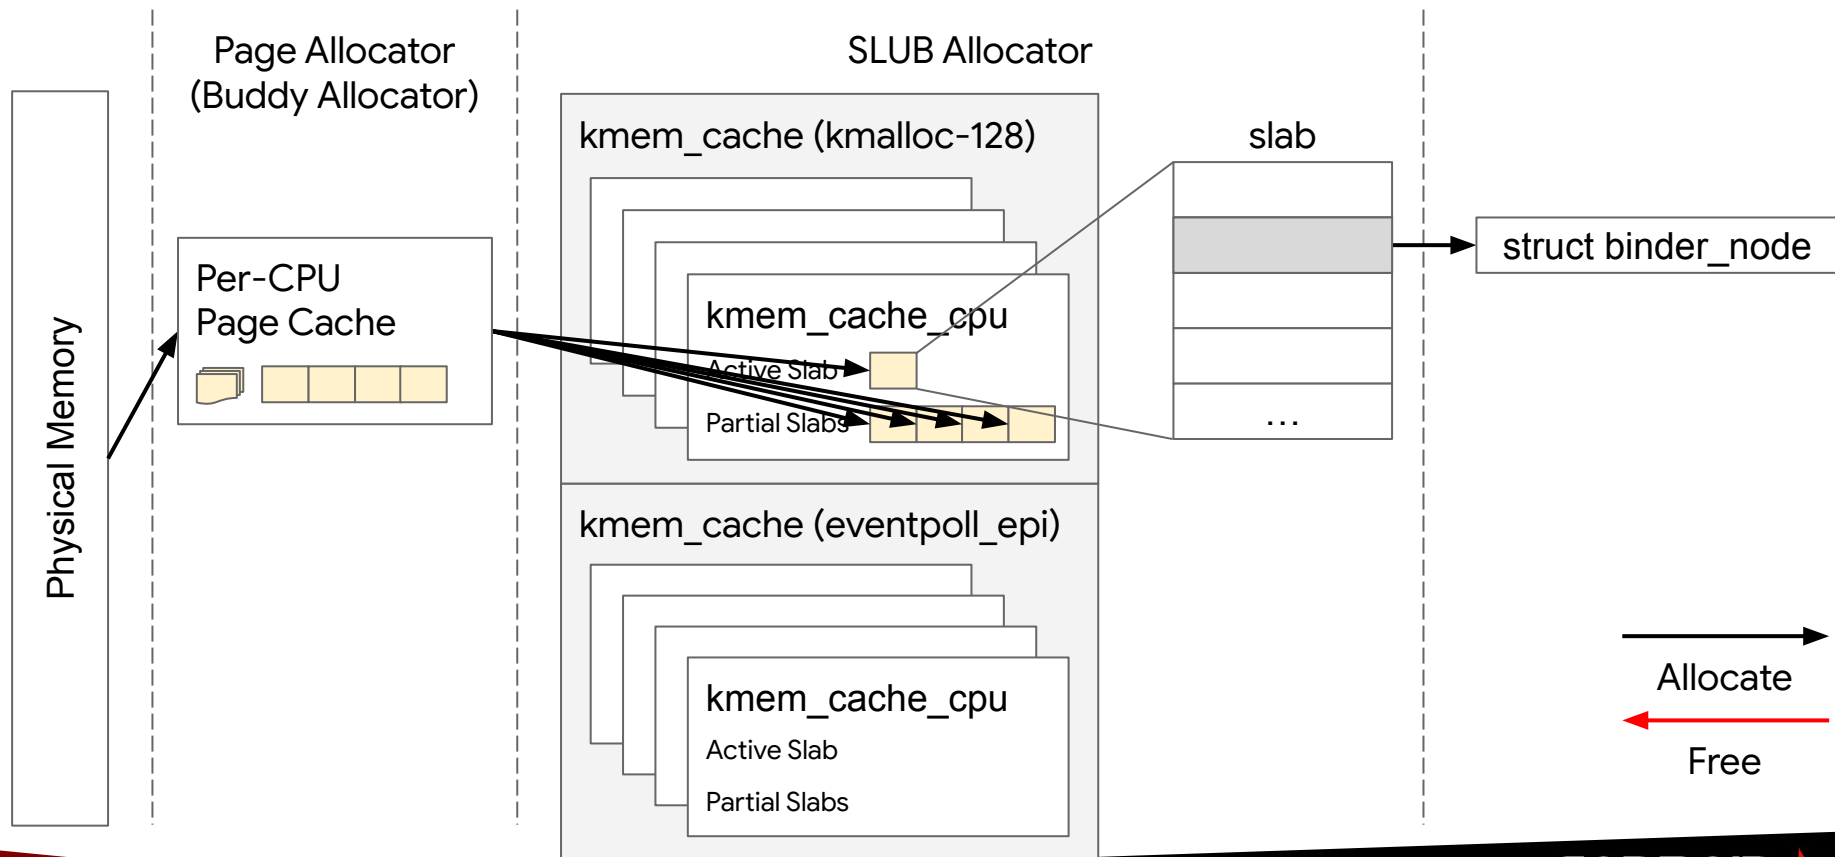 Page Allocator
(Buddy Allocator)
SLUB Allocator
kmem_cache (kmalloc-128)
slab
struct binder_node
Per-CPU
Page Cache
kmem_cache_cpu
Active Slab
Partial Slabs
...
Physical Memory
kmem_cache (eventpoll_epi)
kmem_cache_cpu
Active Slab
Partial Slabs
Allocate
Free